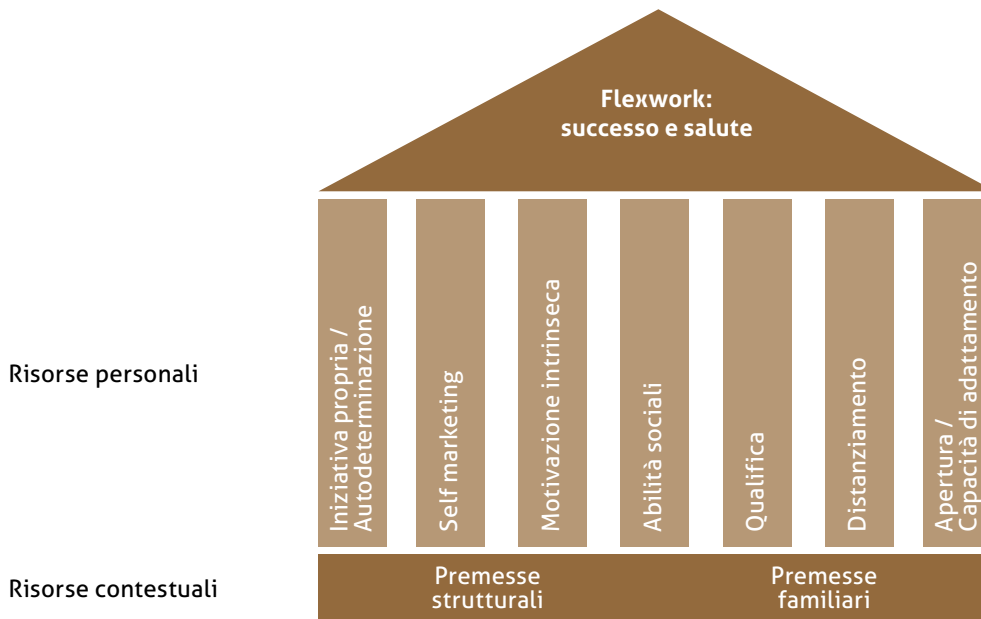 Flexwork:
successo e salute
Risorse personali
Iniziativa propria /
Autodeterminazione
Self marketing
Motivazione intrinseca
Abilità sociali
Qualifica
Distanziamento
Apertura /
Capacità di adattamento
Risorse contestuali
Premesse
strutturali
Premesse
familiari